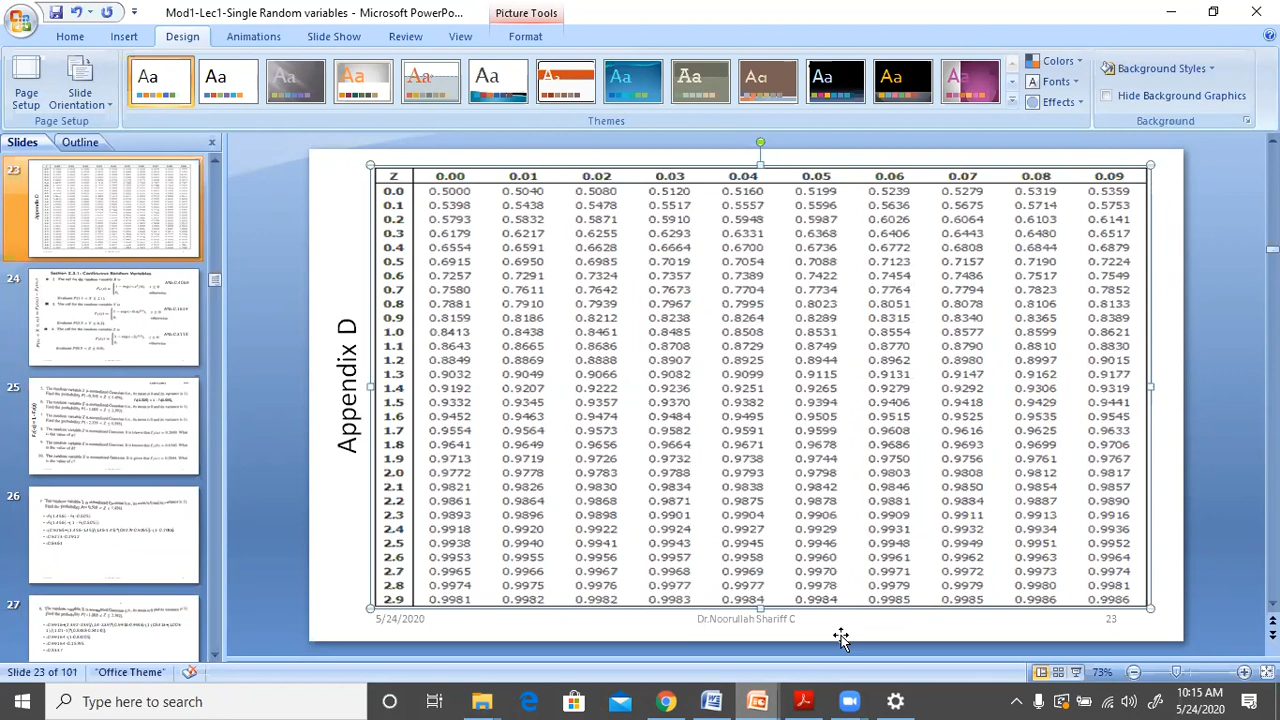 Mod1-Lec1-Single Random variables - Microsoft PowerPo...
Picture Tools
Home Insert Design Animations Slide Show Review View Format
Page Setup
Slide Orientation
Page Setup
Aa Aa Aa Aa Aa Aa Aa Aa Aa Aa Aa Aa Aa
Themes
Colors
Fonts
Effects
Background Styles
Hide Background Graphics
Background
Slides Outline
23
24
25
26
27
Appendix D
Z 0.00 0.01 0.02 0.03 0.04 0.05 0.06 0.07 0.08 0.09
0.0 0.5000 0.5040 0.5080 0.5120 0.5160 0.5199 0.5239 0.5279 0.5319 0.5359
0.1 0.5398 0.5438 0.5478 0.5517 0.5557 0.5596 0.5636 0.5675 0.5714 0.5753
0.2 0.5793 0.5832 0.5871 0.5910 0.5948 0.5987 0.6026 0.6064 0.6103 0.6141
0.3 0.6179 0.6217 0.6255 0.6293 0.6331 0.6368 0.6406 0.6443 0.6480 0.6517
0.4 0.6554 0.6591 0.6628 0.6664 0.6700 0.6736 0.6772 0.6808 0.6844 0.6879
0.5 0.6915 0.6950 0.6985 0.7019 0.7054 0.7088 0.7123 0.7157 0.7190 0.7224
0.6 0.7257 0.7291 0.7324 0.7357 0.7389 0.7422 0.7454 0.7486 0.7517 0.7549
0.7 0.7580 0.7611 0.7642 0.7673 0.7704 0.7734 0.7764 0.7794 0.7823 0.7852
0.8 0.7881 0.7910 0.7939 0.7967 0.7995 0.8023 0.8051 0.8078 0.8106 0.8133
0.9 0.8159 0.8186 0.8212 0.8238 0.8264 0.8289 0.8315 0.8340 0.8365 0.8389
1.0 0.8413 0.8438 0.8461 0.8485 0.8508 0.8531 0.8554 0.8577 0.8599 0.8621
1.1 0.8643 0.8665 0.8686 0.8708 0.8729 0.8749 0.8770 0.8790 0.8810 0.8830
1.2 0.8849 0.8869 0.8888 0.8907 0.8925 0.8944 0.8962 0.8980 0.8997 0.9015
1.3 0.9032 0.9049 0.9066 0.9082 0.9099 0.9115 0.9131 0.9147 0.9162 0.9177
1.4 0.9192 0.9207 0.9222 0.9236 0.9251 0.9265 0.9279 0.9292 0.9306 0.9319
1.5 0.9332 0.9345 0.9357 0.9370 0.9382 0.9394 0.9406 0.9418 0.9429 0.9441
1.6 0.9452 0.9463 0.9474 0.9484 0.9495 0.9505 0.9515 0.9525 0.9535 0.9545
1.7 0.9554 0.9564 0.9573 0.9582 0.9591 0.9599 0.9608 0.9616 0.9625 0.9633
1.8 0.9641 0.9649 0.9656 0.9664 0.9671 0.9678 0.9686 0.9693 0.9699 0.9706
1.9 0.9713 0.9719 0.9726 0.9732 0.9738 0.9744 0.9750 0.9756 0.9761 0.9767
2.0 0.9772 0.9778 0.9783 0.9788 0.9793 0.9798 0.9803 0.9808 0.9812 0.9817
2.1 0.9821 0.9826 0.9830 0.9834 0.9838 0.9842 0.9846 0.9850 0.9854 0.9857
2.2 0.9861 0.9864 0.9868 0.9871 0.9875 0.9878 0.9881 0.9884 0.9887 0.9890
2.3 0.9893 0.9896 0.9898 0.9901 0.9904 0.9906 0.9909 0.9911 0.9913 0.9916
2.4 0.9918 0.9920 0.9922 0.9925 0.9927 0.9929 0.9931 0.9932 0.9934 0.9936
2.5 0.9938 0.9940 0.9941 0.9943 0.9945 0.9946 0.9948 0.9949 0.9951 0.9952
2.6 0.9953 0.9955 0.9956 0.9957 0.9958 0.9960 0.9961 0.9962 0.9963 0.9964
2.7 0.9965 0.9966 0.9967 0.9968 0.9969 0.9970 0.9971 0.9972 0.9973 0.9974
2.8 0.9974 0.9975 0.9976 0.9977 0.9977 0.9978 0.9979 0.9979 0.9980 0.9981
2.9 0.9981 0.9982 0.9982 0.9983 0.9984 0.9984 0.9985 0.9985 0.9986 0.9986
5/24/2020 Dr.Noorullah Shariff C 23
Slide 23 of 101 "Office Theme" 73%
Type here to search
10:15 AM
5/24/2020